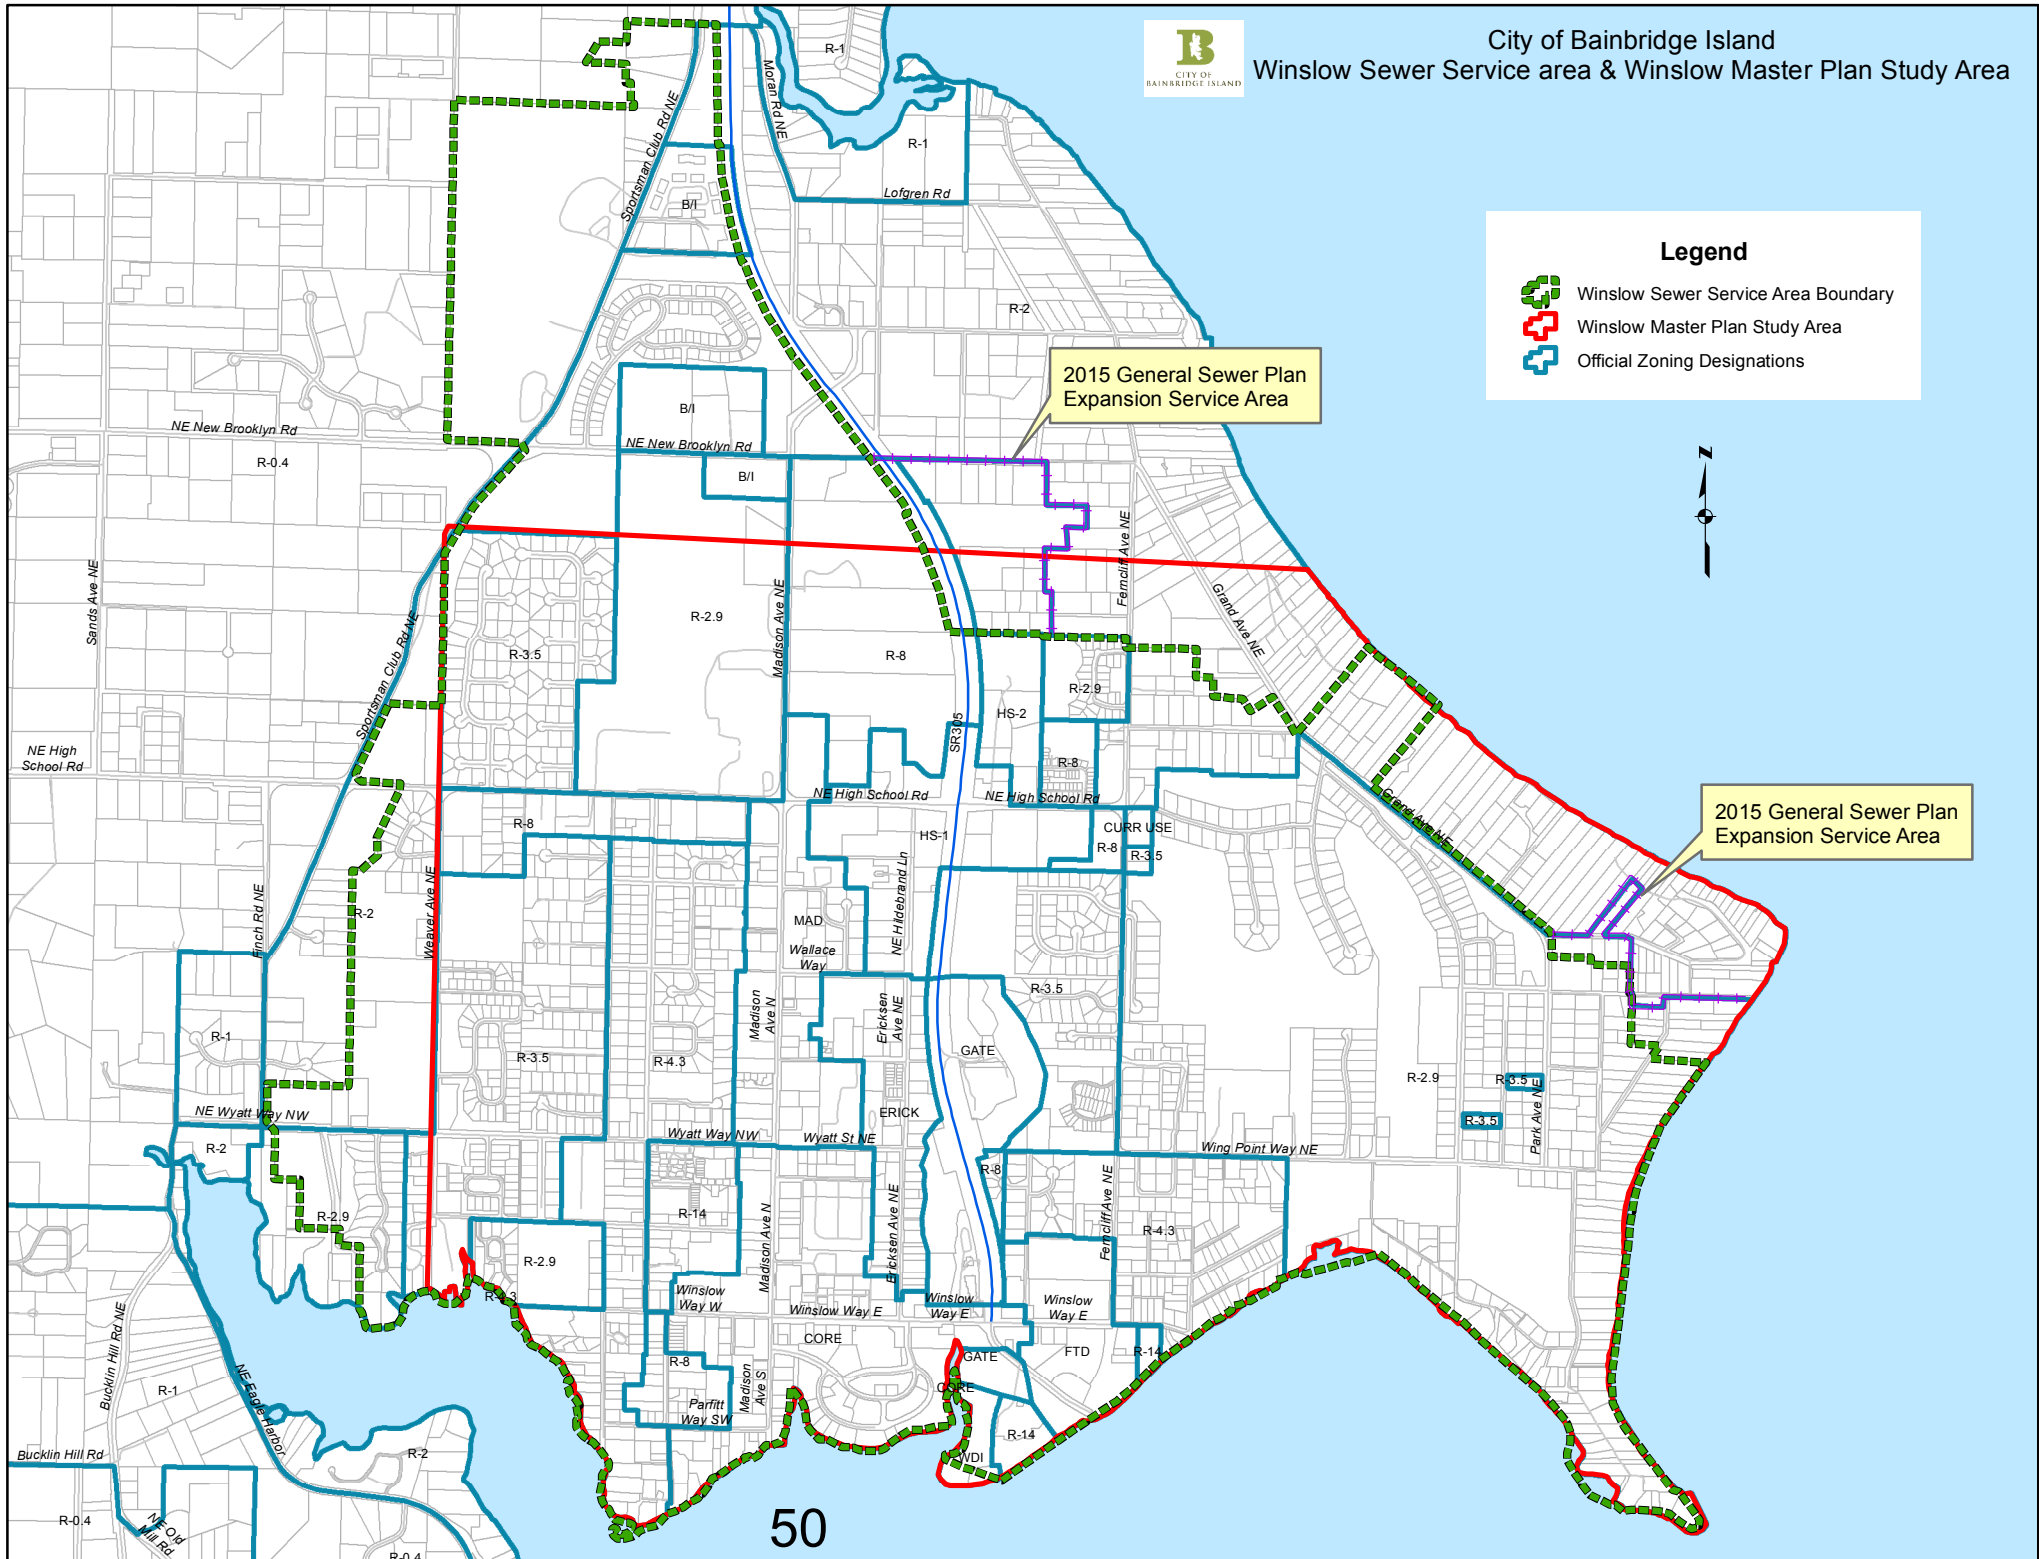 City of Bainbridge Island
Winslow Sewer Service area & Winslow Master Plan Study Area
B
CITY OF
BAINBRIDGE ISLAND
Legend
Winslow Sewer Service Area Boundary
Winslow Master Plan Study Area
Official Zoning Designations
N
2015 General Sewer Plan
Expansion Service Area
2015 General Sewer Plan
Expansion Service Area
R-1
Moran Rd NE
Sportsman Club Rd NE
R-1
Lofgren Rd
B/I
R-2
B/I
NE New Brooklyn Rd
NE New Brooklyn Rd
R-0.4
B/I
Sands Ave NE
Sportsman Club Rd NE
R-3.5
R-2.9
Madison Ave NE
R-8
Ferncliff Ave NE
Grand Ave NE
R-2.9
HS-2
SR305
NE High
School Rd
R-8
NE High School Rd
NE High School Rd
Grand Ave NE
R-8
HS-1
CURR USE
R-8
R-3.5
Finch Rd NE
R-2
Weaver Ave NE
MAD
Wallace
Way
NE Hildebrand Ln
R-3.5
Madison
Ave N
Ericksen
Ave NE
R-1
R-3.5
R-4.3
GATE
R-2.9
R-3.5
R-3.5
Park Ave NE
NE Wyatt Way NW
ERICK
R-2
Wyatt Way NW
Wyatt St NE
Wing Point Way NE
R-8
R-2.9
R-14
Madison Ave N
Ericksen Ave NE
Ferncliff Ave NE
R-4.3
R-2.9
R-4.3
Winslow
Way W
Winslow Way E
Winslow
Way E
Winslow
Way E
CORE
R-8
GATE
FTD
R-14
Bucklin Hill Rd NE
R-1
NE Eagle Harbor
Madison
Ave S
CORE
Parfitt
Way SW
R-14
Bucklin Hill Rd
R-2
WDI
R-0.4
NE Old
Mill Rd
R-0.4
50